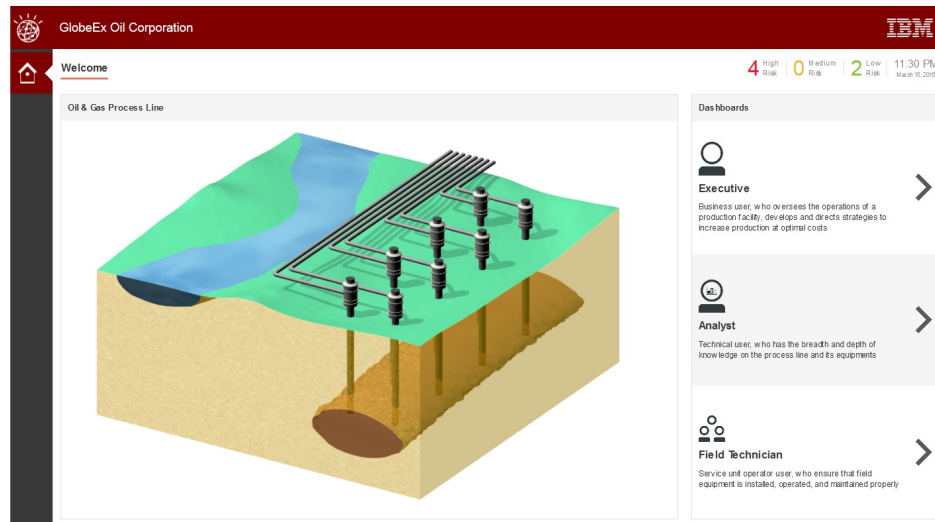 GlobeEx Oil Corporation
IBM
Welcome
4 High Risk
0 Medium Risk
2 Low Risk
11:30 PM
March 15, 2016
Oil & Gas Process Line
Dashboards
Executive
Business user, who oversees the operations of a
production facility, develops and directs strategies to
increase production at optimal costs
Analyst
Technical user, who has the breadth and depth of
knowledge on the process line and its equipments
Field Technician
Service unit operator user, who ensure that field
equipment is installed, operated, and maintained properly